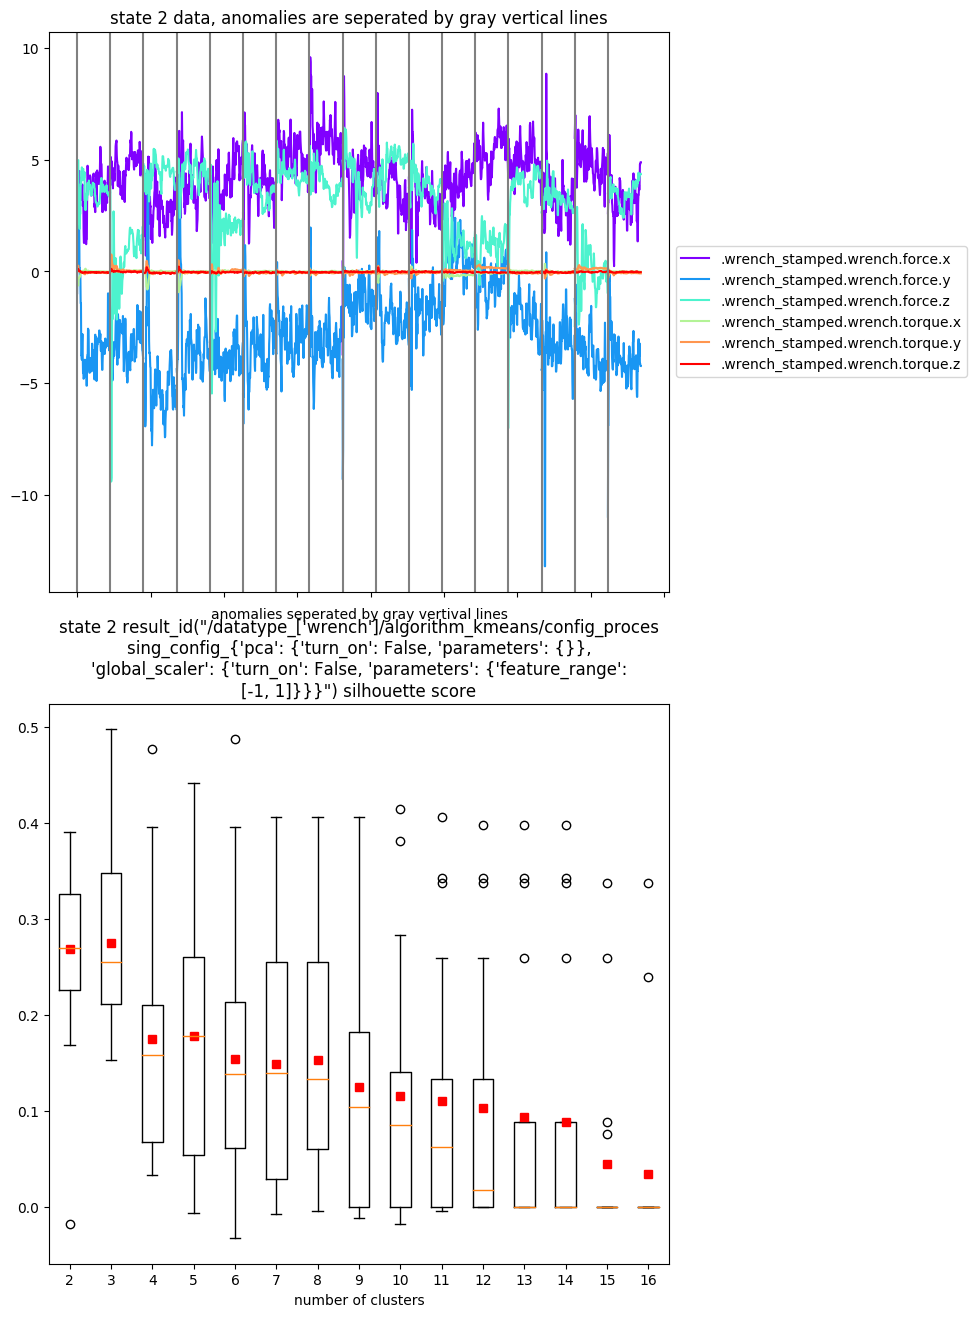 state 2 data, anomalies are seperated by gray vertical lines
10
5
0
−5
−10
.wrench_stamped.wrench.force.x
.wrench_stamped.wrench.force.y
.wrench_stamped.wrench.force.z
.wrench_stamped.wrench.torque.x
.wrench_stamped.wrench.torque.y
.wrench_stamped.wrench.torque.z
anomalies seperated by gray vertival lines
state 2 result_id("/datatype_['wrench']/algorithm_kmeans/config_proces
sing_config_{'pca': {'turn_on': False, 'parameters': {}},
'global_scaler': {'turn_on': False, 'parameters': {'feature_range':
[-1, 1]}}}") silhouette score
0.5
0.4
0.3
0.2
0.1
0.0
2 3 4 5 6 7 8 9 10 11 12 13 14 15 16
number of clusters